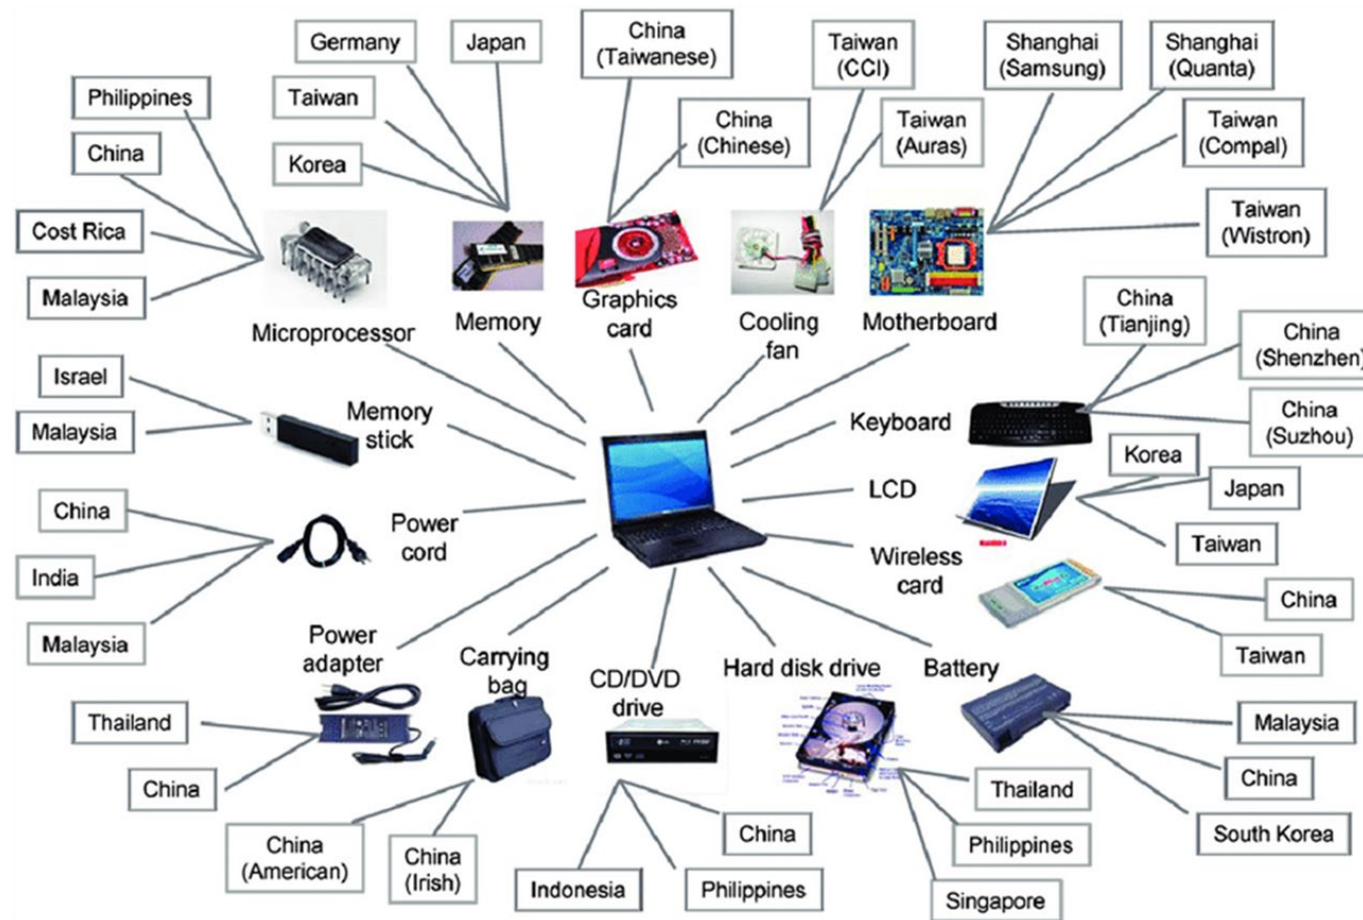 Germany
Japan
China
(Taiwanese)
Taiwan
(CCI)
Shanghai
(Samsung)
Shanghai
(Quanta)
Philippines
Taiwan
China
(Chinese)
Taiwan
(Auras)
Taiwan
(Compal)
China
Korea
Cost Rica
Taiwan
(Wistron)
Malaysia
Microprocessor
Memory
Graphics
card
Cooling
fan
Motherboard
China
(Tianjing)
China
(Shenzhen)
Israel
Malaysia
Memory
stick
Keyboard
China
(Suzhou)
Korea
LCD
Japan
China
Power
cord
Taiwan
India
Wireless
card
China
Malaysia
Taiwan
Power
adapter
Carrying
bag
CD/DVD
drive
Hard disk drive
Battery
Thailand
Malaysia
China
China
Thailand
China
(American)
China
(Irish)
China
South Korea
Philippines
Indonesia
Philippines
Singapore